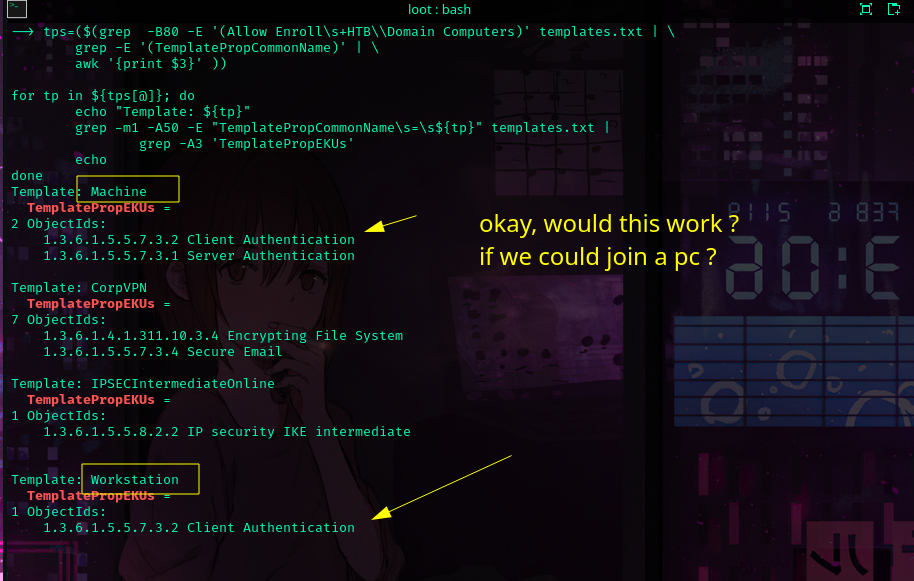 loot : bash
—> tps=($(grep  -B80 -E '(Allow Enroll\s+HTB\\Domain Computers)' templates.txt | \
        grep -E '(TemplatePropCommonName)' | \
        awk '{print $3}' ))
for tp in ${tps[@]}; do
        echo "Template: ${tp}"
        grep -m1 -A50 -E "TemplatePropCommonName\s=\s${tp}" templates.txt |
                grep -A3 'TemplatePropEKUs'
        echo
done
Template: Machine
  TemplatePropEKUs =
2 ObjectIds:
    1.3.6.1.5.5.7.3.2 Client Authentication
    1.3.6.1.5.5.7.3.1 Server Authentication
okay, would this work ?
if we could join a pc ?
Template: CorpVPN
  TemplatePropEKUs =
7 ObjectIds:
    1.3.6.1.4.1.311.10.3.4 Encrypting File System
    1.3.6.1.5.5.7.3.4 Secure Email
Template: IPSECIntermediateOnline
  TemplatePropEKUs =
1 ObjectIds:
    1.3.6.1.5.5.8.2.2 IP security IKE intermediate
Template: Workstation
  TemplatePropEKUs =
1 ObjectIds:
    1.3.6.1.5.5.7.3.2 Client Authentication